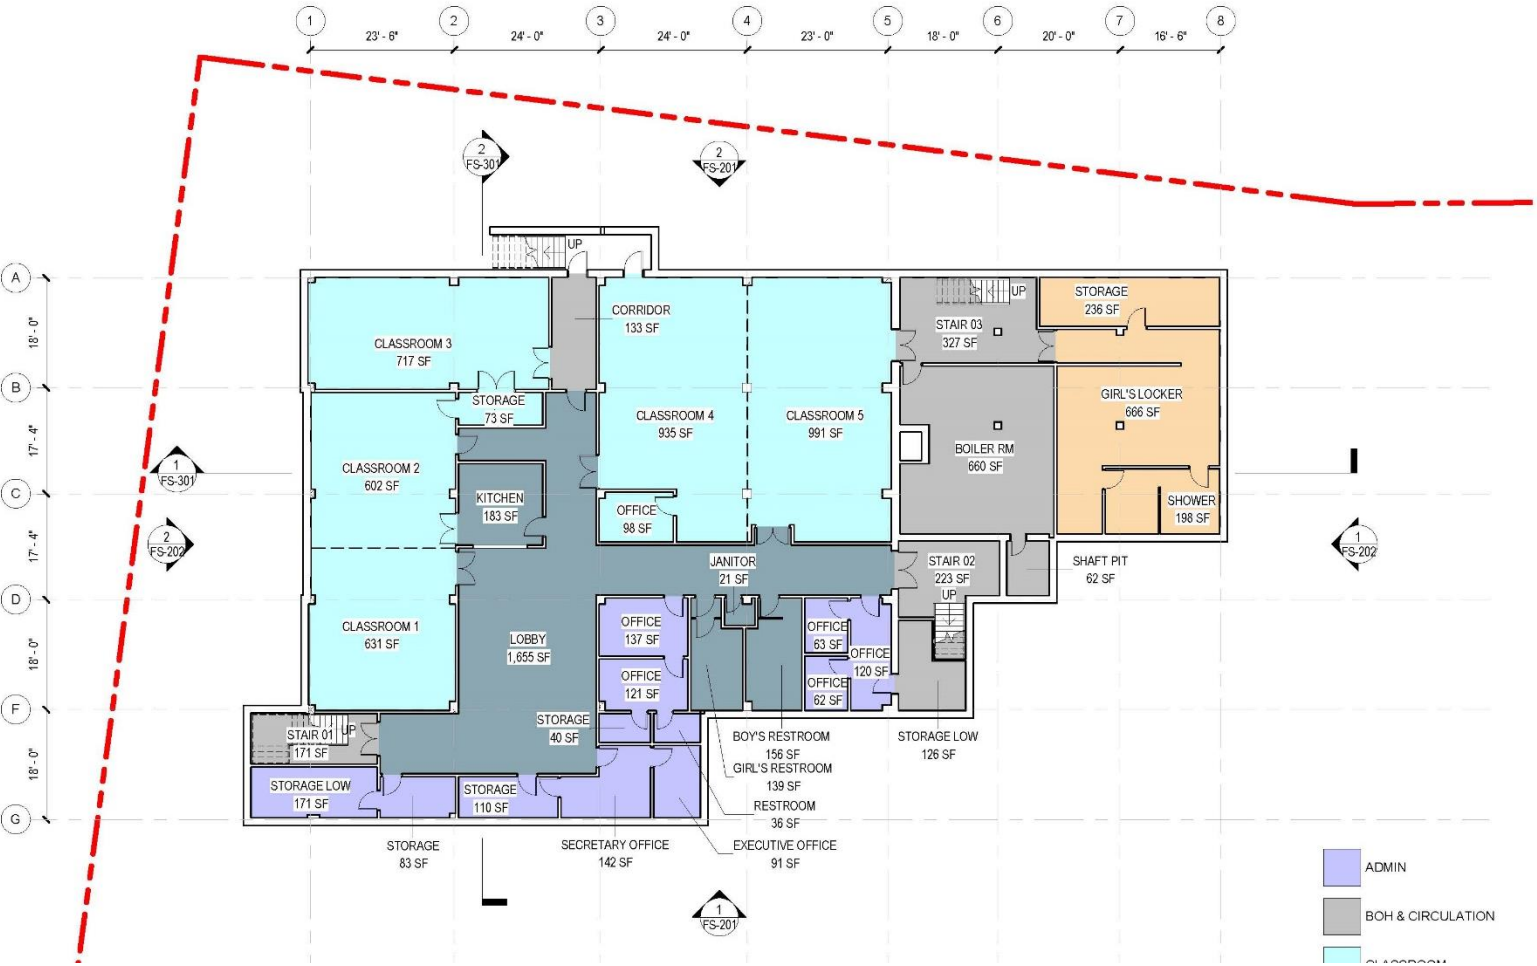 1 2 3 4 5 6 7 8
23' - 6" 24' - 0" 24' - 0" 23' - 0" 18' - 0" 20' - 0" 16' - 6"
2
FS-301
2
FS-201
UP
A
B
C
D
F
G
18' - 0"
17' - 4"
17' - 4"
18' - 0"
18' - 0"
1
FS-301
2
FS-202
1
FS-202
CORRIDOR
133 SF
CLASSROOM 3
717 SF
STAIR 03
327 SF
UP
STORAGE
236 SF
STORAGE
73 SF
CLASSROOM 4
935 SF
CLASSROOM 5
991 SF
GIRL'S LOCKER
666 SF
CLASSROOM 2
602 SF
BOILER RM
660 SF
KITCHEN
183 SF
OFFICE
98 SF
SHOWER
198 SF
JANITOR
21 SF
STAIR 02
223 SF
UP
SHAFT PIT
62 SF
CLASSROOM 1
631 SF
LOBBY
1,655 SF
OFFICE
137 SF
OFFICE
63 SF
OFFICE
120 SF
OFFICE
121 SF
OFFICE
62 SF
STORAGE
40 SF
STAIR 01
171 SF
UP
BOY'S RESTROOM
156 SF
GIRL'S RESTROOM
139 SF
STORAGE LOW
126 SF
STORAGE LOW
171 SF
STORAGE
110 SF
RESTROOM
36 SF
STORAGE
83 SF
SECRETARY OFFICE
142 SF
EXECUTIVE OFFICE
91 SF
1
FS-201
ADMIN
BOH & CIRCULATION
CLASSROOM